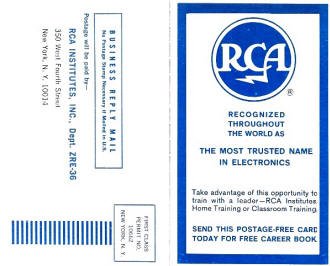 BUSINESS REPLY MAIL
No Postage Stamp Necessary if Mailed in U.S.
Postage will be paid by—
RCA INSTITUTES, INC., Dept. ZRE-36
350 West Fourth Street
New York, N. Y. 10014
FIRST CLASS
PERMIT NO.
10662
NEW YORK, N. Y.
RCA
®
RECOGNIZED
THROUGHOUT
THE WORLD AS
THE MOST TRUSTED NAME
IN ELECTRONICS
Take advantage of this opportunity to
train with a leader—RCA Institutes
Home Training or Classroom Training.
SEND THIS POSTAGE-FREE CARD
TODAY FOR FREE CAREER BOOK.